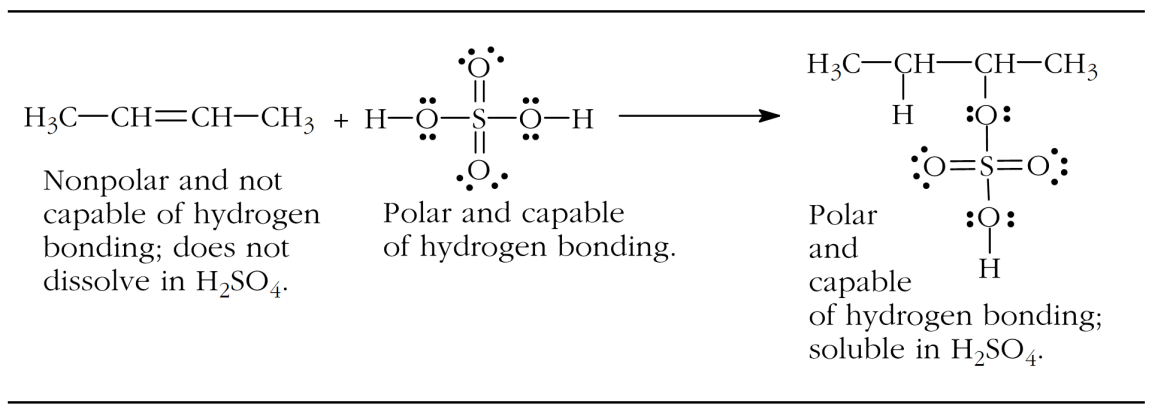 H₃C—CH=CH—CH₃ + H—O—S—O—H
O
O
H₃C—CH—CH—CH₃
H
O
O=S=O
O
H
Nonpolar and not
capable of hydrogen
bonding; does not
dissolve in H₂SO₄.
Polar and capable
of hydrogen bonding.
Polar
and
capable
of hydrogen bonding;
soluble in H₂SO₄.